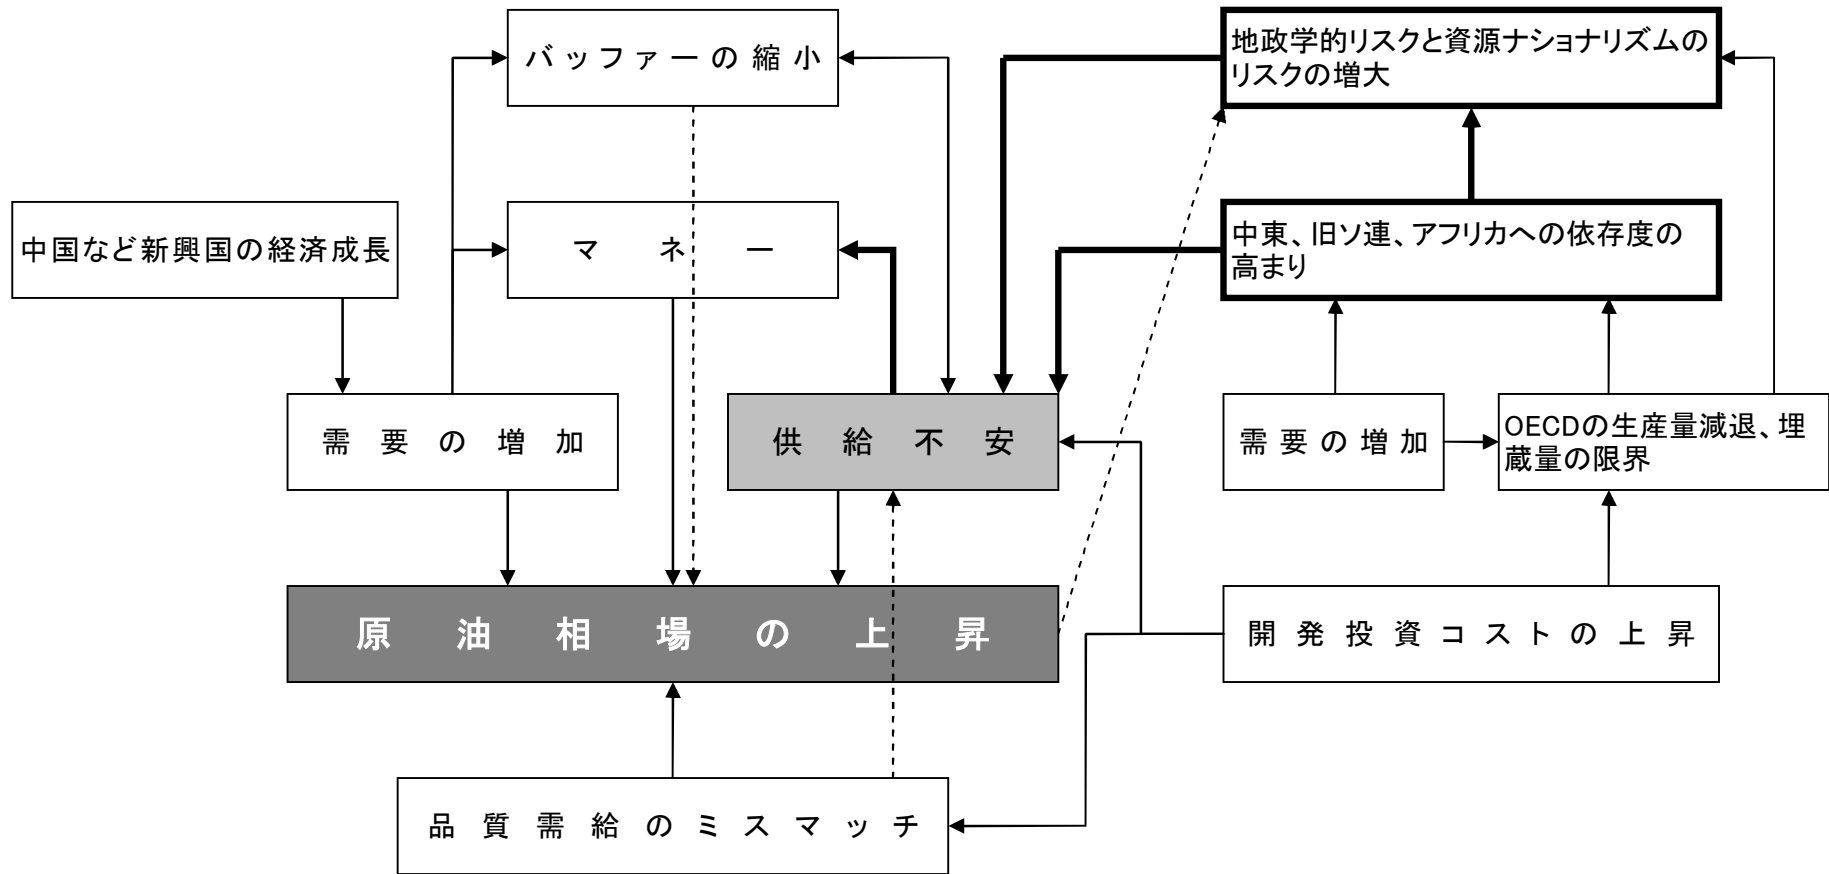 バッファーの縮小
地政学的リスクと資源ナショナリズムの
リスクの増大
中国など新興国の経済成長
マネー
中東、旧ソ連、アフリカへの依存度の
高まり
需要の増加
供給不安
需要の増加
OECDの生産量減退、埋
蔵量の限界
原油相場の上昇
開発投資コストの上昇
品質需給のミスマッチ